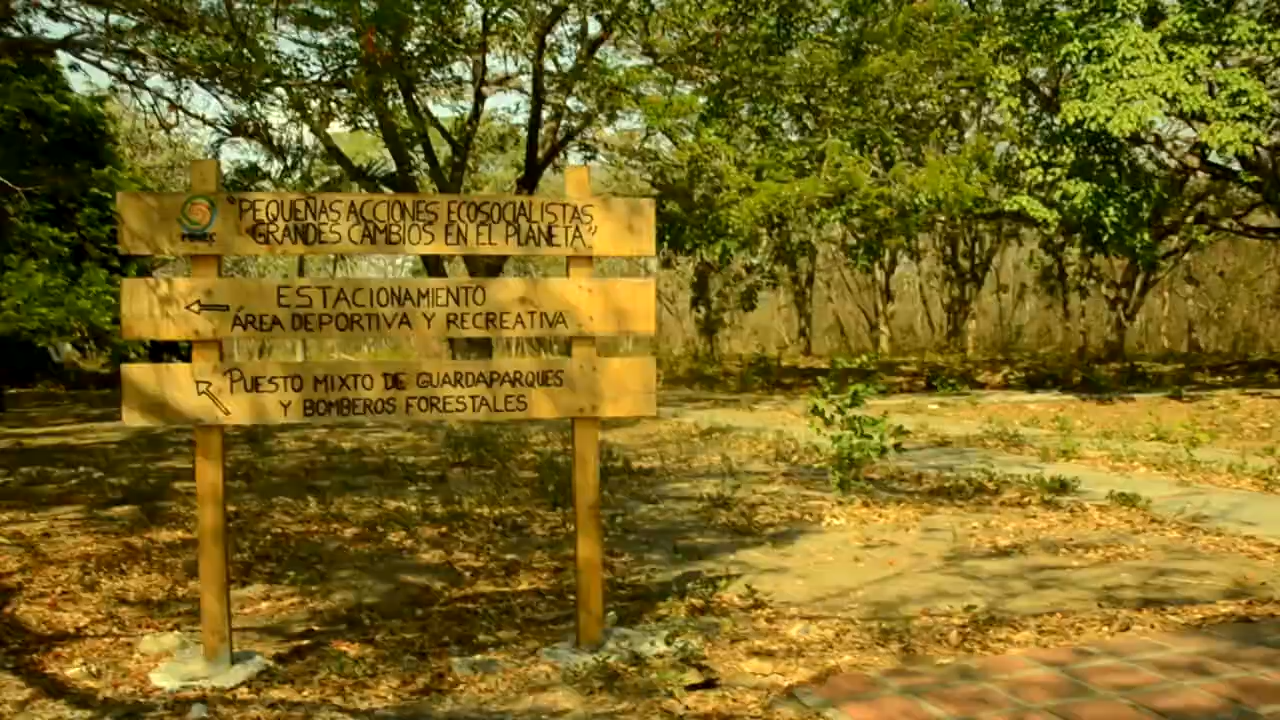 "PEQUEÑAS ACCIONES ECOSOCIALISTAS
GRANDES CAMBIOS EN EL PLANETA"
ESTACIONAMIENTO
ÁREA DEPORTIVA Y RECREATIVA
PUESTO MIXTO DE GUARDAPARQUES
Y BOMBEROS FORESTALES